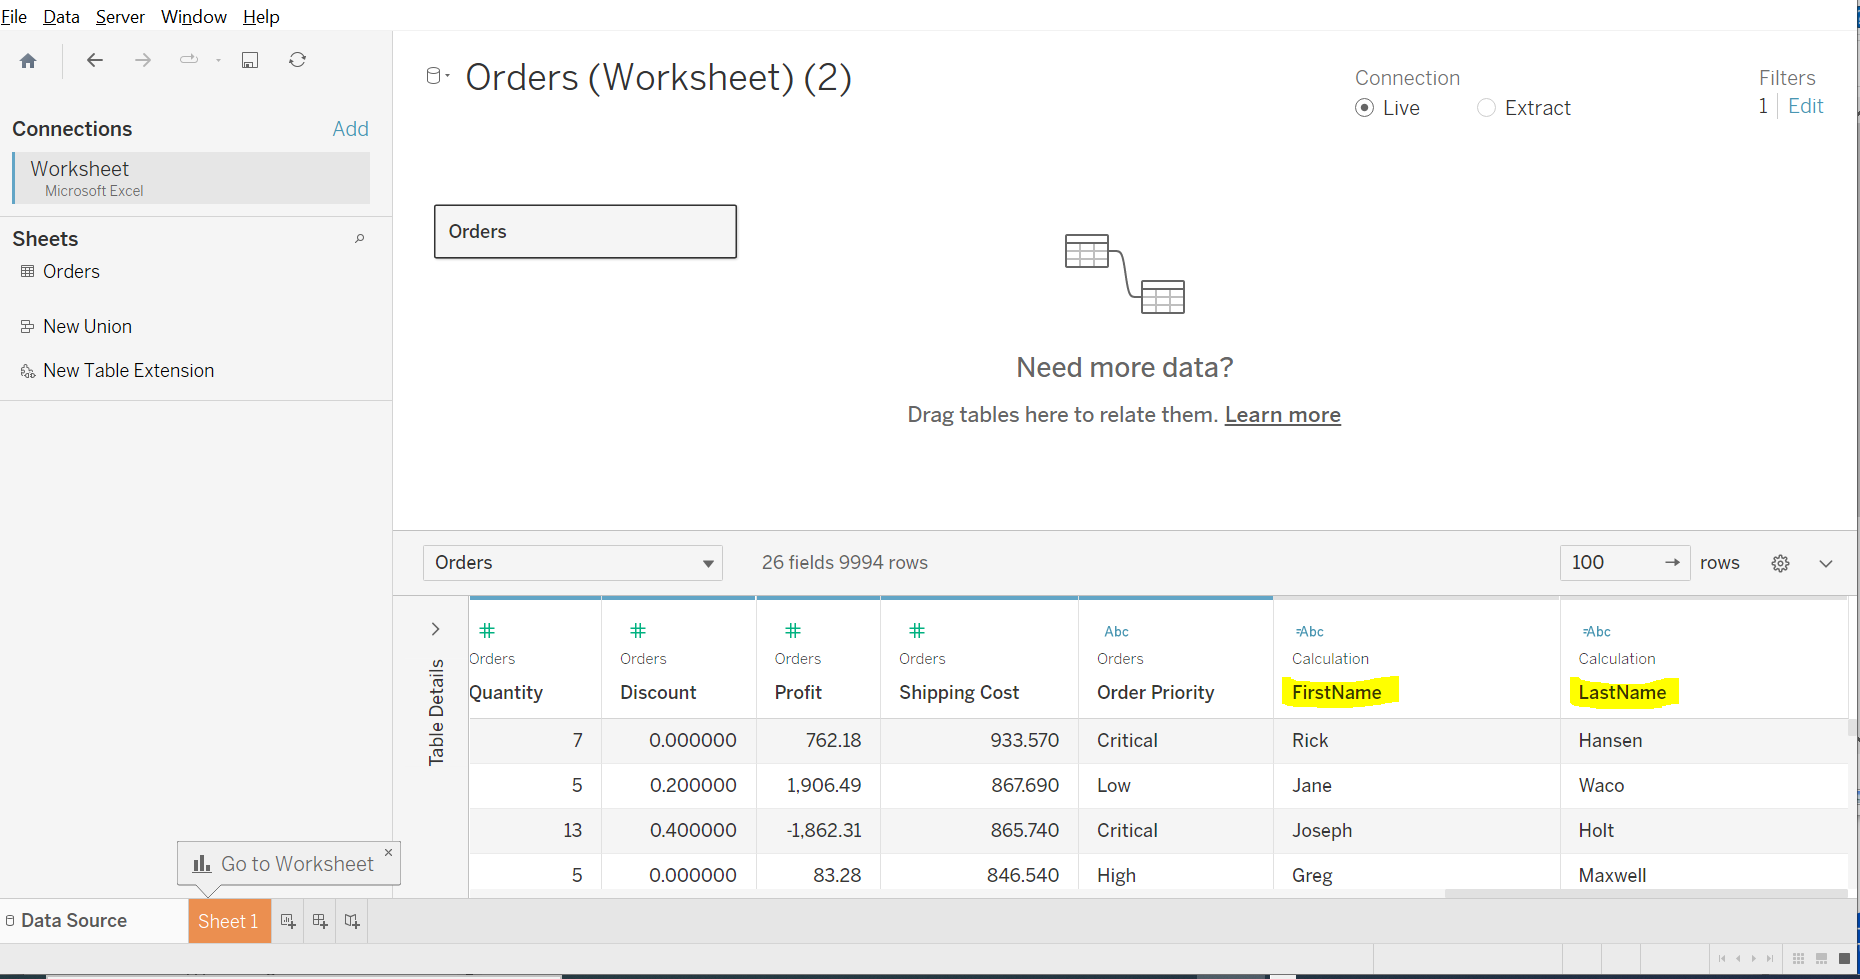 File Data Server Window Help
Orders (Worksheet) (2)
Connection
Live Extract
Filters
1 Edit
Connections Add
Worksheet
Microsoft Excel
Sheets
Orders
New Union
New Table Extension
Orders
Need more data?
Drag tables here to relate them. Learn more
Orders 26 fields 9994 rows 100 → rows
Table Details
# # # # Abc =Abc =Abc
Orders Orders Orders Orders Orders Calculation Calculation
Quantity Discount Profit Shipping Cost Order Priority FirstName LastName
7 0.000000 762.18 933.570 Critical Rick Hansen
5 0.200000 1,906.49 867.690 Low Jane Waco
13 0.400000 -1,862.31 865.740 Critical Joseph Holt
5 0.000000 83.28 846.540 High Greg Maxwell
Go to Worksheet
Data Source Sheet 1